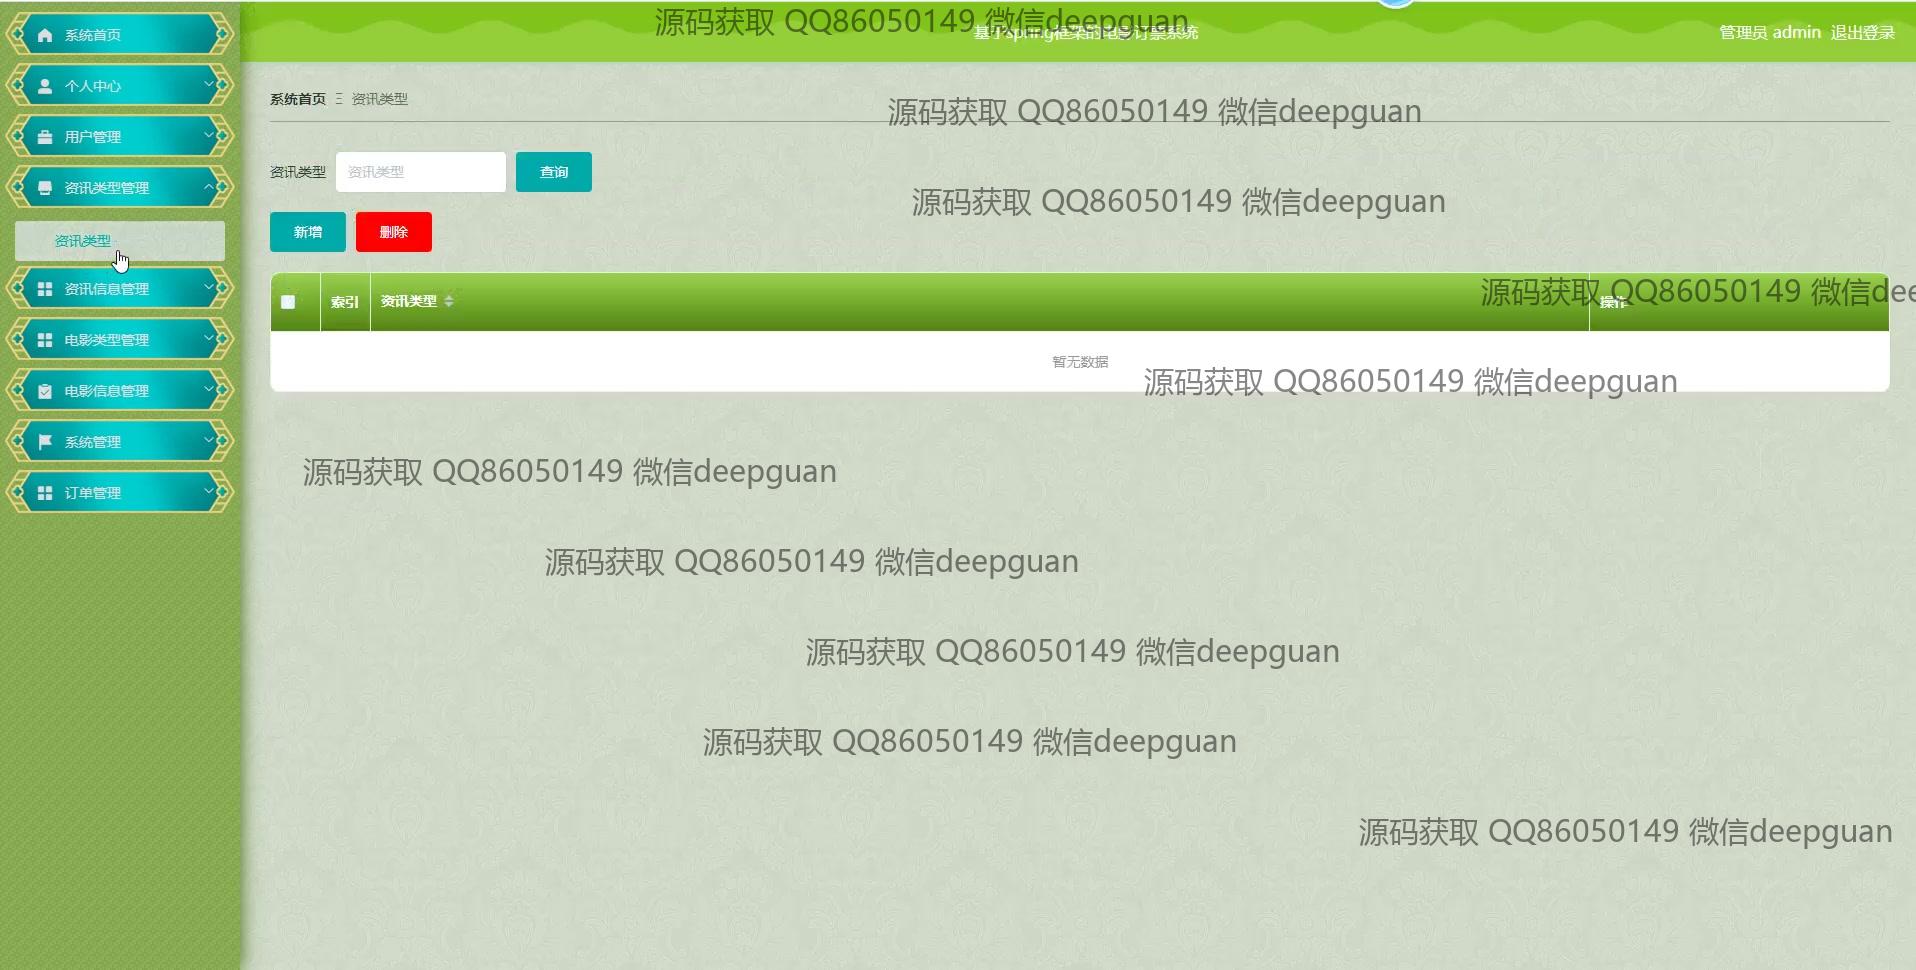 源码获取 QQ86050149 微信deepguan
基于spring框架的电影订票系统
管理员 admin 退出登录
系统首页
个人中心
用户管理
资讯类型管理
资讯类型
资讯信息管理
电影类型管理
电影信息管理
系统管理
订单管理
系统首页 Ξ 资讯类型
源码获取 QQ86050149 微信deepguan
资讯类型 资讯类型 查询
源码获取 QQ86050149 微信deepguan
新增 删除
索引 资讯类型 操作
源码获取 QQ86050149 微信dee
暂无数据
源码获取 QQ86050149 微信deepguan
源码获取 QQ86050149 微信deepguan
源码获取 QQ86050149 微信deepguan
源码获取 QQ86050149 微信deepguan
源码获取 QQ86050149 微信deepguan
源码获取 QQ86050149 微信deepguan